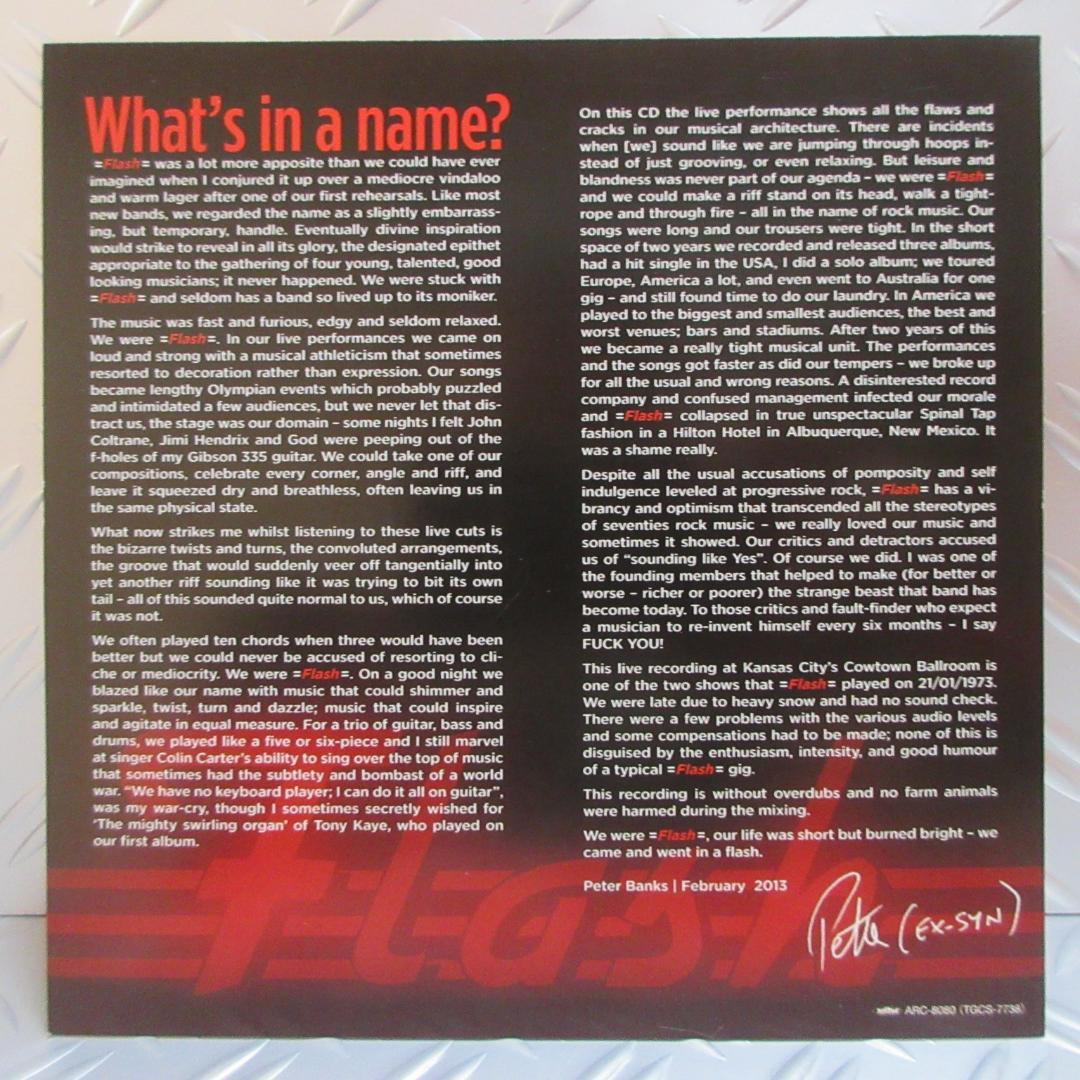 What's in a name?
=Flash= was a lot more apposite than we could have ever
imagined when I conjured it up over a mediocre vindaloo
and warm lager after one of our first rehearsals. Like most
new bands, we regarded the name as a slightly embarrass-
ing, but temporary, handle. Eventually divine inspiration
would strike to reveal in all its glory, the designated epithet
appropriate to the gathering of four young, talented, good
looking musicians; it never happened. We were stuck with
=Flash= and seldom has a band so lived up to its moniker.
The music was fast and furious, edgy and seldom relaxed.
We were =Flash=. In our live performances we came on
loud and strong with a musical athleticism that sometimes
resorted to decoration rather than expression. Our songs
became lengthy Olympian events which probably puzzled
and intimidated a few audiences, but we never let that dis-
tract us, the stage was our domain – some nights I felt John
Coltrane, Jimi Hendrix and God were peeping out of the
f-holes of my Gibson 335 guitar. We could take one of our
compositions, celebrate every corner, angle and riff, and
leave it squeezed dry and breathless, often leaving us in
the same physical state.
What now strikes me whilst listening to these live cuts is
the bizarre twists and turns, the convoluted arrangements,
the groove that would suddenly veer off tangentially into
yet another riff sounding like it was trying to bit its own
tail – all of this sounded quite normal to us, which of course
it was not.
We often played ten chords when three would have been
better but we could never be accused of resorting to cli-
che or mediocrity. We were =Flash=. On a good night we
blazed like our name with music that could shimmer and
sparkle, twist, turn and dazzle; music that could inspire
and agitate in equal measure. For a trio of guitar, bass and
drums, we played like a five or six-piece and I still marvel
at singer Colin Carter's ability to sing over the top of music
that sometimes had the subtlety and bombast of a world
war. "We have no keyboard player; I can do it all on guitar",
was my war-cry, though I sometimes secretly wished for
'The mighty swirling organ' of Tony Kaye, who played on
our first album.
On this CD the live performance shows all the flaws and
cracks in our musical architecture. There are incidents
when [we] sound like we are jumping through hoops in-
stead of just grooving, or even relaxing. But leisure and
blandness was never part of our agenda – we were =Flash=
and we could make a riff stand on its head, walk a tight-
rope and through fire – all in the name of rock music. Our
songs were long and our trousers were tight. In the short
space of two years we recorded and released three albums,
had a hit single in the USA, I did a solo album; we toured
Europe, America a lot, and even went to Australia for one
gig – and still found time to do our laundry. In America we
played to the biggest and smallest audiences, the best and
worst venues; bars and stadiums. After two years of this
we became a really tight musical unit. The performances
and the songs got faster as did our tempers – we broke up
for all the usual and wrong reasons. A disinterested record
company and confused management infected our morale
and =Flash= collapsed in true unspectacular Spinal Tap
fashion in a Hilton Hotel in Albuquerque, New Mexico. It
was a shame really.
Despite all the usual accusations of pomposity and self
indulgence leveled at progressive rock, =Flash= has a vi-
brancy and optimism that transcended all the stereotypes
of seventies rock music – we really loved our music and
sometimes it showed. Our critics and detractors accused
us of "sounding like Yes". Of course we did. I was one of
the founding members that helped to make (for better or
worse – richer or poorer) the strange beast that band has
become today. To those critics and fault-finder who expect
a musician to re-invent himself every six months – I say
FUCK YOU!
This live recording at Kansas City's Cowtown Ballroom is
one of the two shows that =Flash= played on 21/01/1973.
We were late due to heavy snow and had no sound check.
There were a few problems with the various audio levels
and some compensations had to be made; none of this is
disguised by the enthusiasm, intensity, and good humour
of a typical =Flash= gig.
This recording is without overdubs and no farm animals
were harmed during the mixing.
We were =Flash=, our life was short but burned bright – we
came and went in a flash.
Peter Banks | February 2013
Pete (EX-SYN)
flash
ARC-8080 (TGCS-7738)